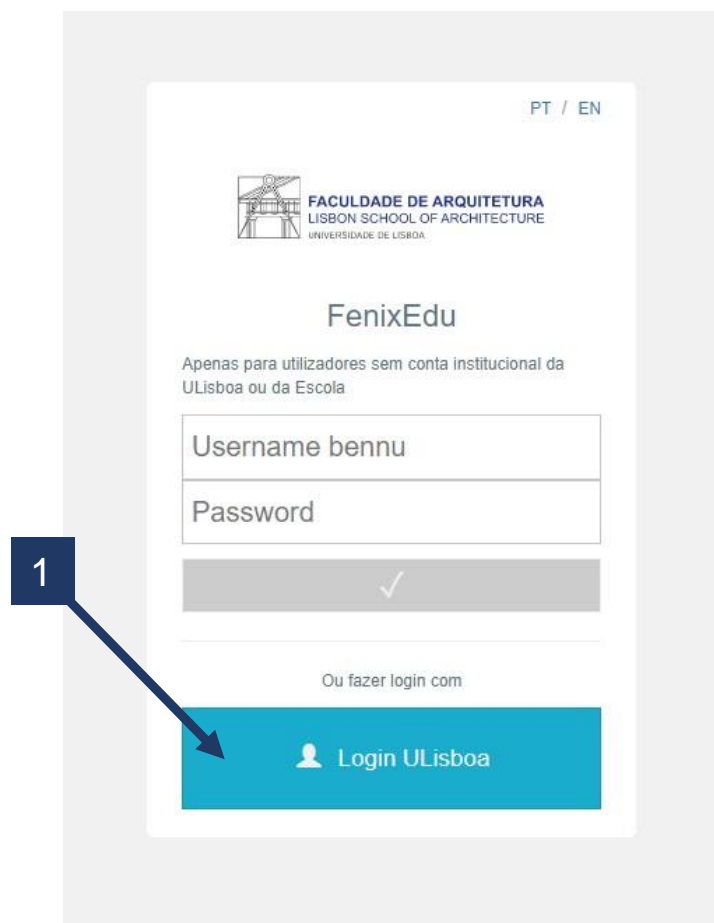 PT / EN
FACULDADE DE ARQUITETURA
LISBON SCHOOL OF ARCHITECTURE
UNIVERSIDADE DE LISBOA
FenixEdu
Apenas para utilizadores sem conta institucional da
ULisboa ou da Escola
Username bennu
Password
1
Ou fazer login com
Login ULisboa